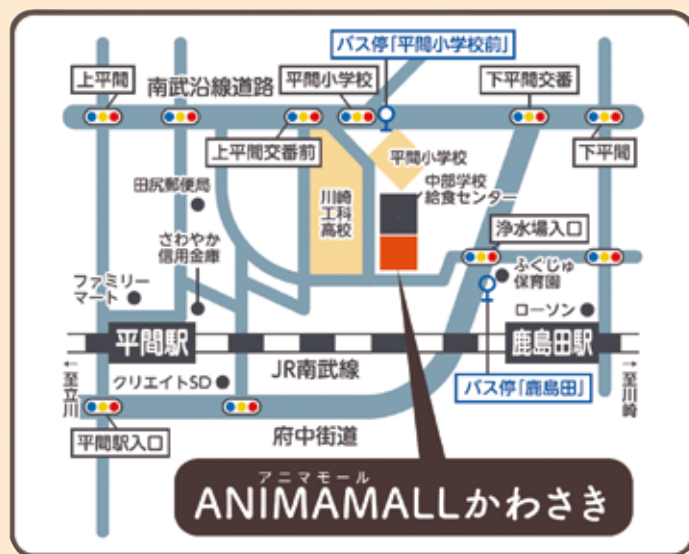 バス停「平間小学校前」
上平間
南武沿線道路
平間小学校
下平間交番
上平間交番前
平間小学校
下平間
田尻郵便局
中部学校
給食センター
川崎
工科
高校
さわやか
信用金庫
浄水場入口
ファミリー
マート
ふくじゅ
保育園
ローソン
平間駅
鹿島田駅
JR南武線
←至立川
クリエイトSD
バス停「鹿島田」
→至川崎
平間駅入口
府中街道
アニマモール
ANIMAMALLかわさき